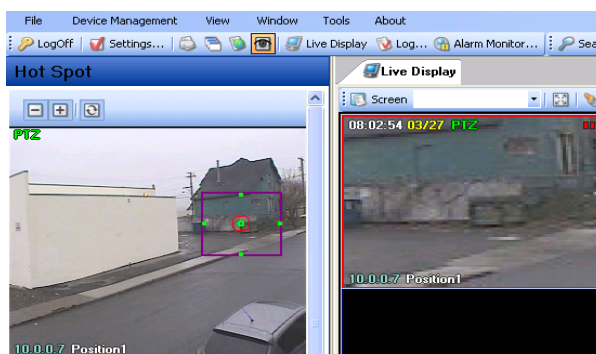 File Device Management View Window Tools About
LogOff Settings... Live Display Log... Alarm Monitor... Sea
Hot Spot
Live Display
Screen
PTZ
08:02:54 03/27 PTZ
10.0.0.7 Position1
10.0.0.7 Position1